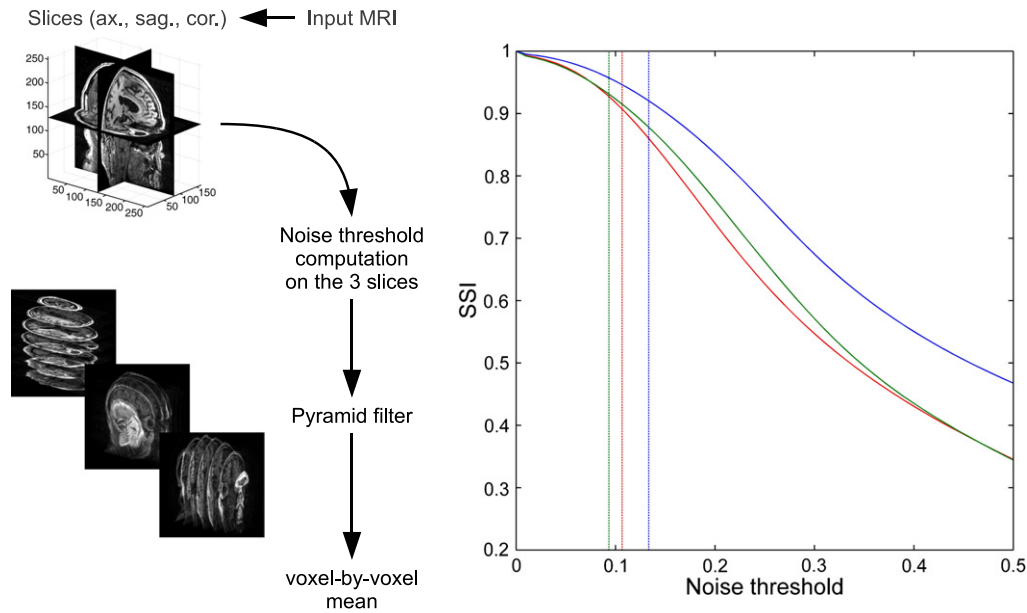 Slices (ax., sag., cor.)
Input MRI
250
200
150
100
50
50
100
150
200
250
50
100
150
Noise threshold
computation
on the 3 slices
Pyramid filter
voxel-by-voxel
mean
1
0.9
0.8
0.7
0.6
0.5
0.4
0.3
0.2
SSI
0
0.1
0.2
0.3
0.4
0.5
Noise threshold